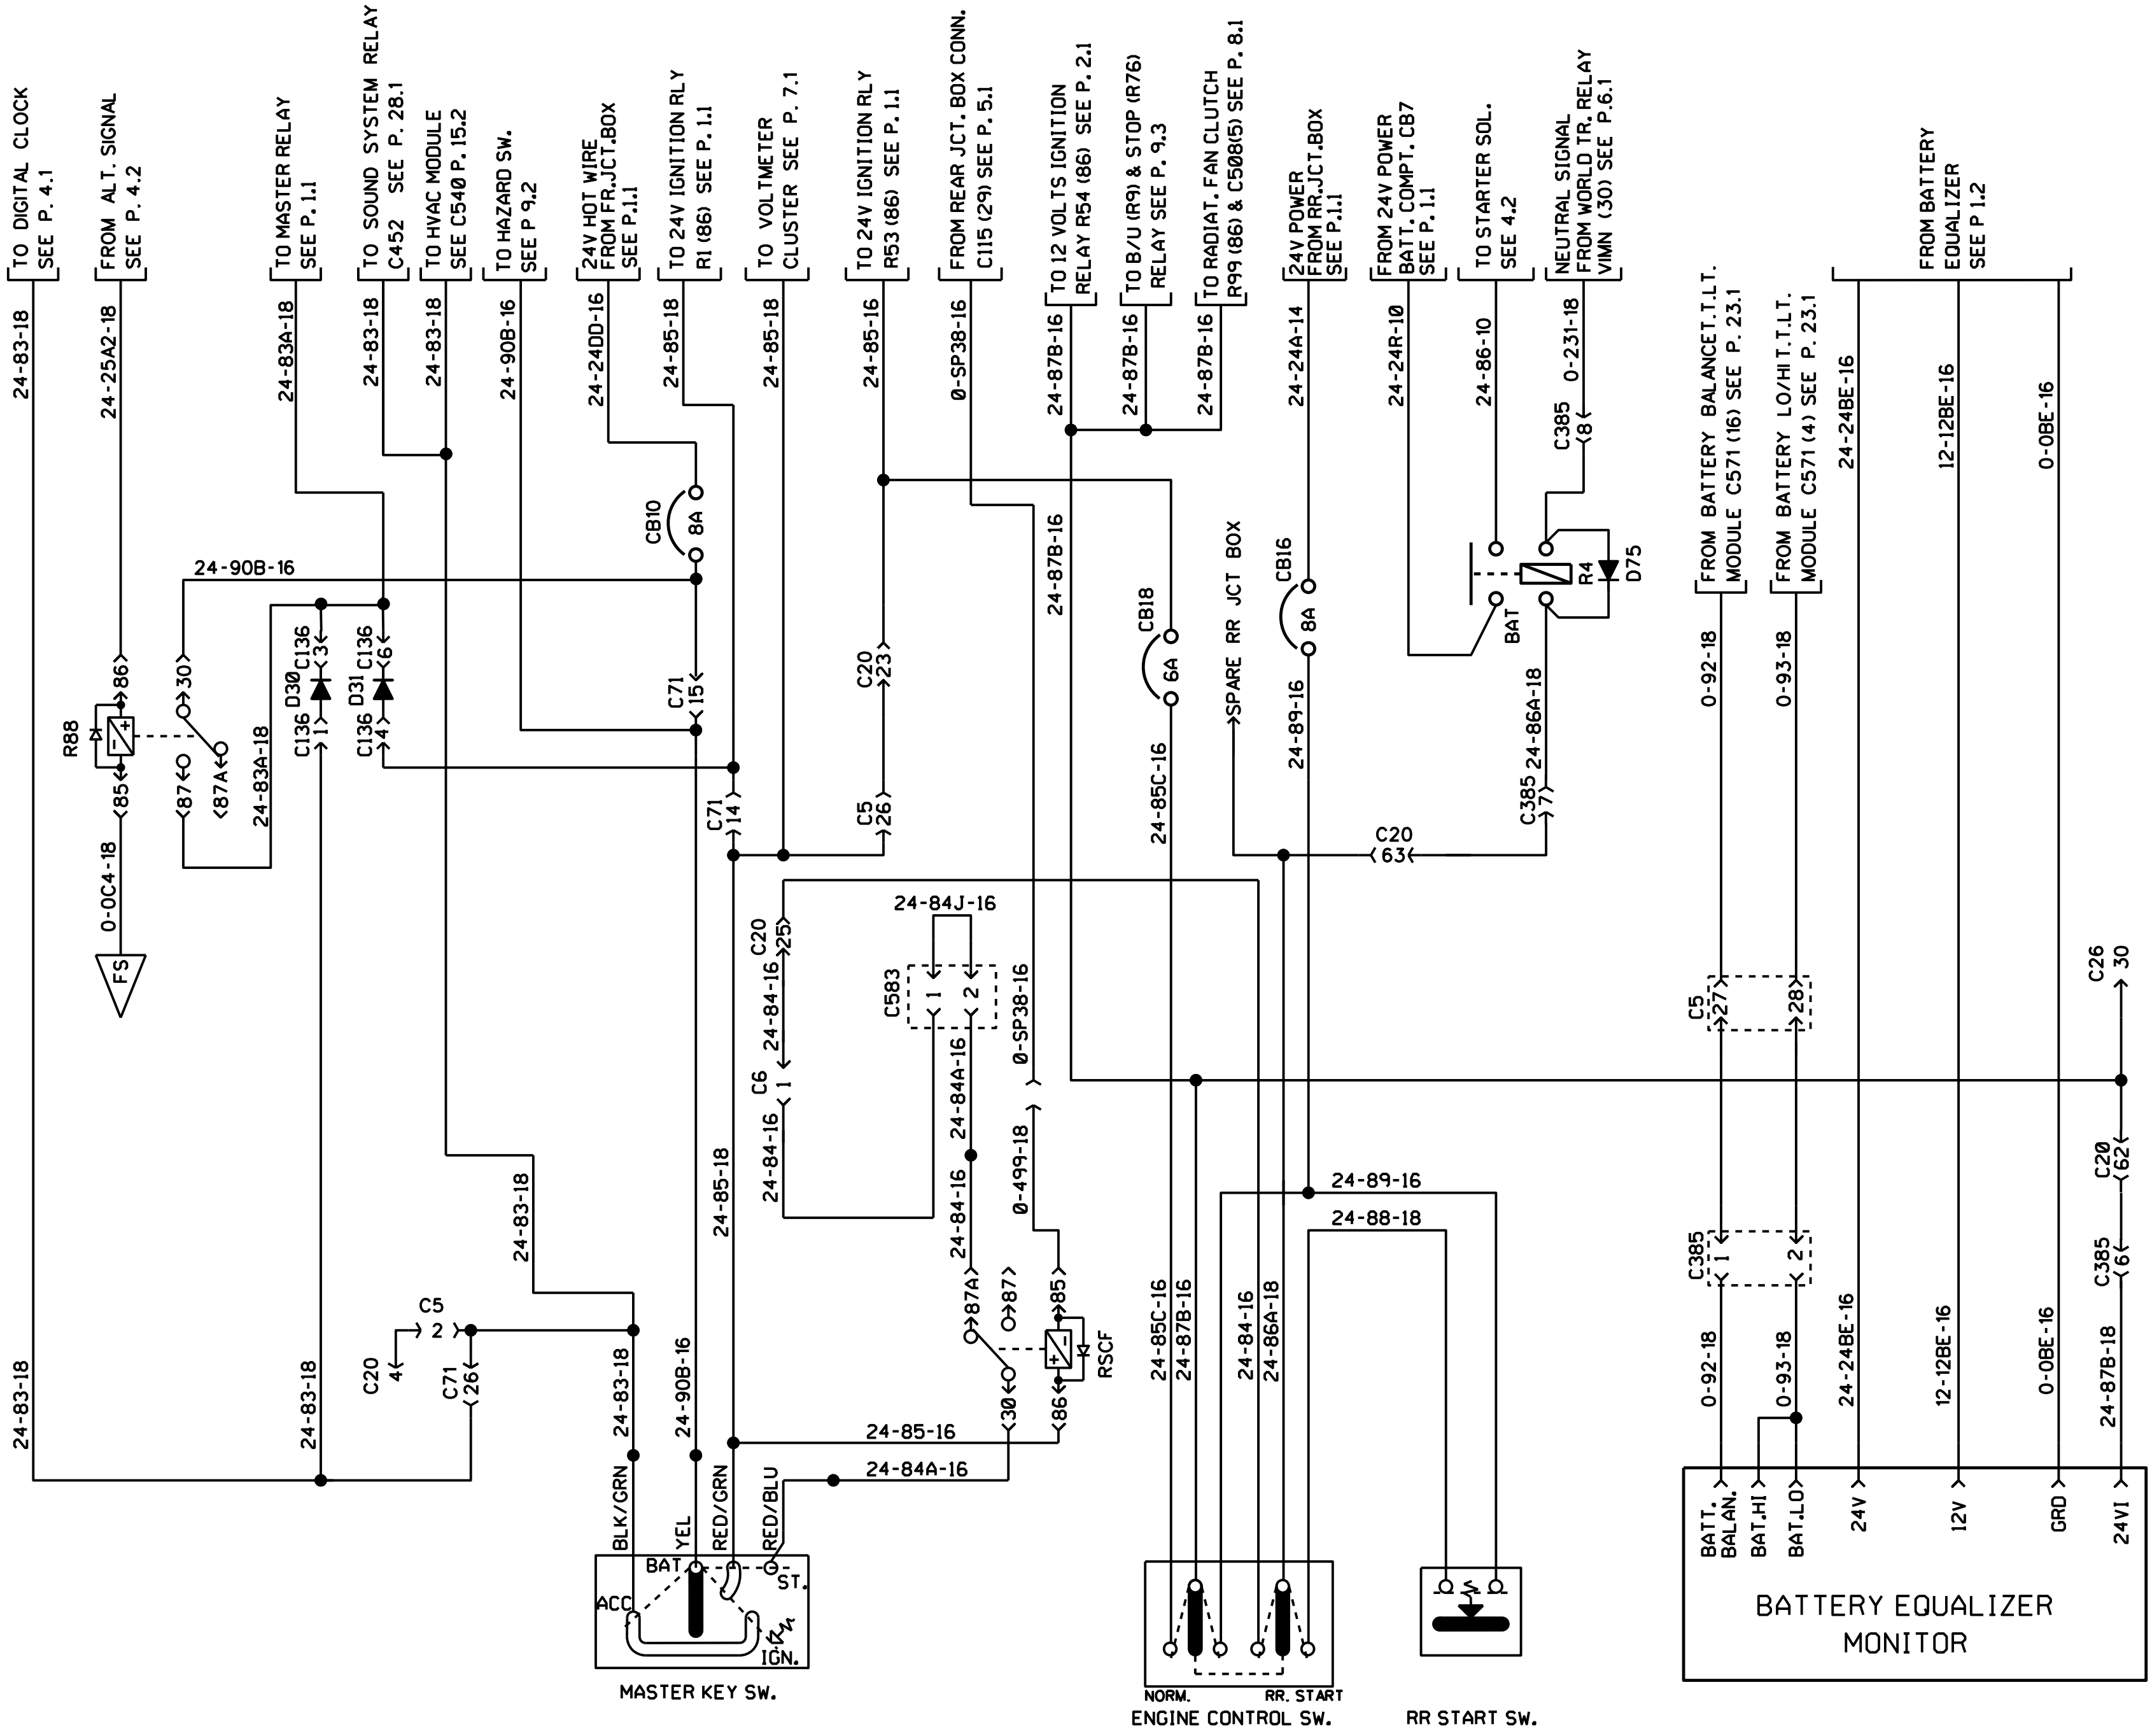 TO DIGITAL CLOCK
SEE P. 4.1
FROM ALT. SIGNAL
SEE P. 4.2
TO MASTER RELAY
SEE P. 1.1
TO SOUND SYSTEM RELAY
C452 SEE P. 28.1
TO HVAC MODULE
SEE C540 P. 15.2
TO HAZARD SW.
SEE P 9.2
24V HOT WIRE
FROM FR.JCT.BOX
SEE P.1.1
TO 24V IGNITION RLY
R1 (86) SEE P. 1.1
TO VOLTMETER
CLUSTER SEE P. 7.1
TO 24V IGNITION RLY
R53 (86) SEE P. 1.1
FROM REAR JCT. BOX CONN.
C115 (29) SEE P. 5.1
TO 12 VOLTS IGNITION
RELAY R54 (86) SEE P. 2.1
TO B/U (R9) & STOP (R76)
RELAY SEE P. 9.3
TO RADIAT. FAN CLUTCH
R99 (86) & C508(5) SEE P. 8.1
24V POWER
FROM RR.JCT.BOX
SEE P.1.1
FROM 24V POWER
BATT. COMPT. CB7
SEE P. 1.1
TO STARTER SOL.
SEE 4.2
NEUTRAL SIGNAL
FROM WORLD TR. RELAY
VIMN (30) SEE P.6.1
FROM BATTERY BALANCET.T.LT.
MODULE C571 (16) SEE P. 23.1
FROM BATTERY LO/HI T.T.LT.
MODULE C571 (4) SEE P. 23.1
FROM BATTERY
EQUALIZER
SEE P 1.2
24-83-18
24-25A2-18
24-83A-18
24-83-18
24-83-18
24-90B-16
24-24DD-16
24-85-18
24-85-18
24-85-16
0-SP38-16
24-87B-16
24-87B-16
24-87B-16
24-24A-14
24-24R-10
24-86-10
0-231-18
24-24BE-16
12-12BE-16
0-0BE-16
C385
8
CB10
8A
24-87B-16
SPARE RR JCT BOX
CB16
8A
R4
D75
BAT
24-90B-16
CB18
6A
0-92-18
0-93-18
R88
86
85
30
87
87A
24-83A-18
D30
C136
3
C136
1
D31
C136
6
C136
4
C71
15
C20
23
24-89-16
24-86A-18
24-85C-16
C71
14
C5
26
C385
7
C20
63
0-0C4-18
FS
24-84J-16
C20
25
24-84-16
C583
1
2
0-SP38-16
C26
30
C5
27
28
C6
1
24-84A-16
24-84-16
24-85-18
24-84-16
0-499-18
24-83-18
24-89-16
24-88-18
C20
62
C385
1
2
C385
6
C5
2
C20
4
C71
26
87A
87
85
30
86
RSCF
24-83-18
24-83-18
24-83-18
24-90B-16
24-85C-16
24-87B-16
24-84-16
24-86A-18
0-92-18
0-93-18
24-24BE-16
12-12BE-16
0-0BE-16
24-87B-18
24-85-16
24-84A-16
BLK/GRN
YEL
RED/GRN
RED/BLU
BAT
ST.
ACC
IGN.
MASTER KEY SW.
NORM.
RR. START
ENGINE CONTROL SW.
RR START SW.
BATT.
BALAN.
BAT.HI
BAT.LO
24V
12V
GRD
24VI
BATTERY EQUALIZER
MONITOR